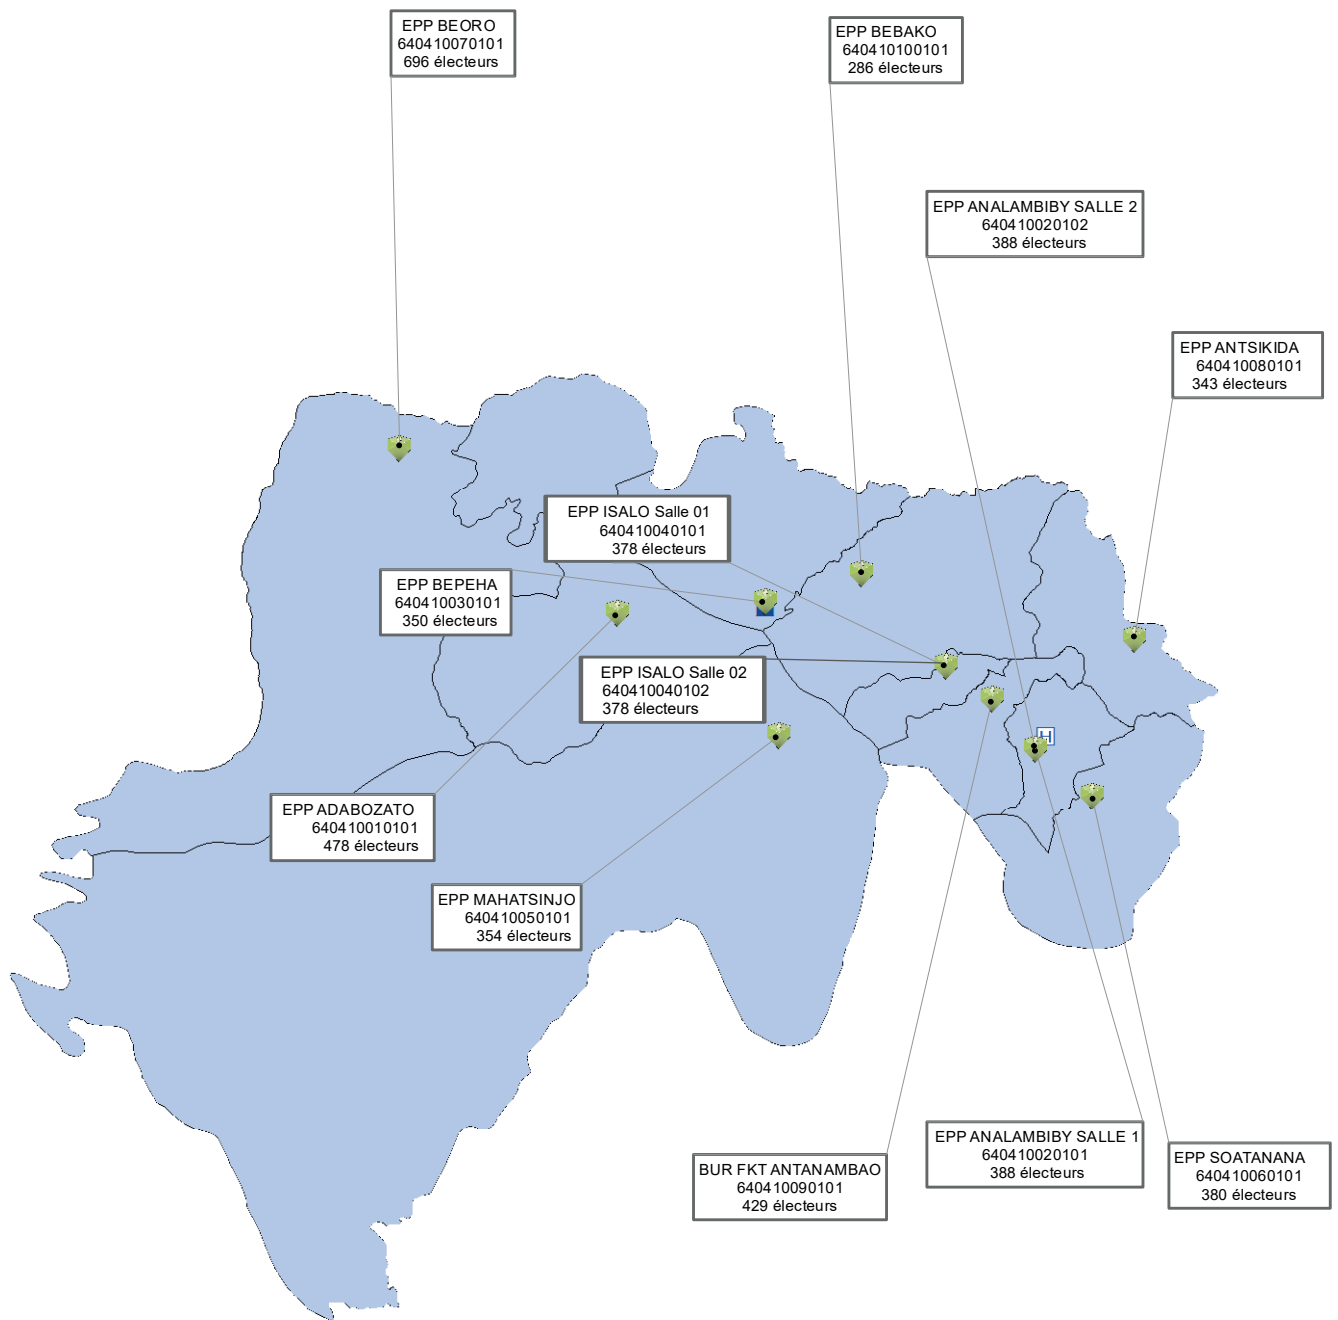 EPP BEORO
640410070101
696 électeurs
EPP BEBAKO
640410100101
286 électeurs
EPP ANALAMBIBY SALLE 2
640410020102
388 électeurs
EPP ANTSIKIDA
640410080101
343 électeurs
EPP ISALO Salle 01
640410040101
378 électeurs
EPP BEPEHA
640410030101
350 électeurs
EPP ISALO Salle 02
640410040102
378 électeurs
H
EPP ADABOZATO
640410010101
478 électeurs
EPP MAHATSINJO
640410050101
354 électeurs
EPP ANALAMBIBY SALLE 1
640410020101
388 électeurs
EPP SOATANANA
640410060101
380 électeurs
BUR FKT ANTANAMBAO
640410090101
429 électeurs